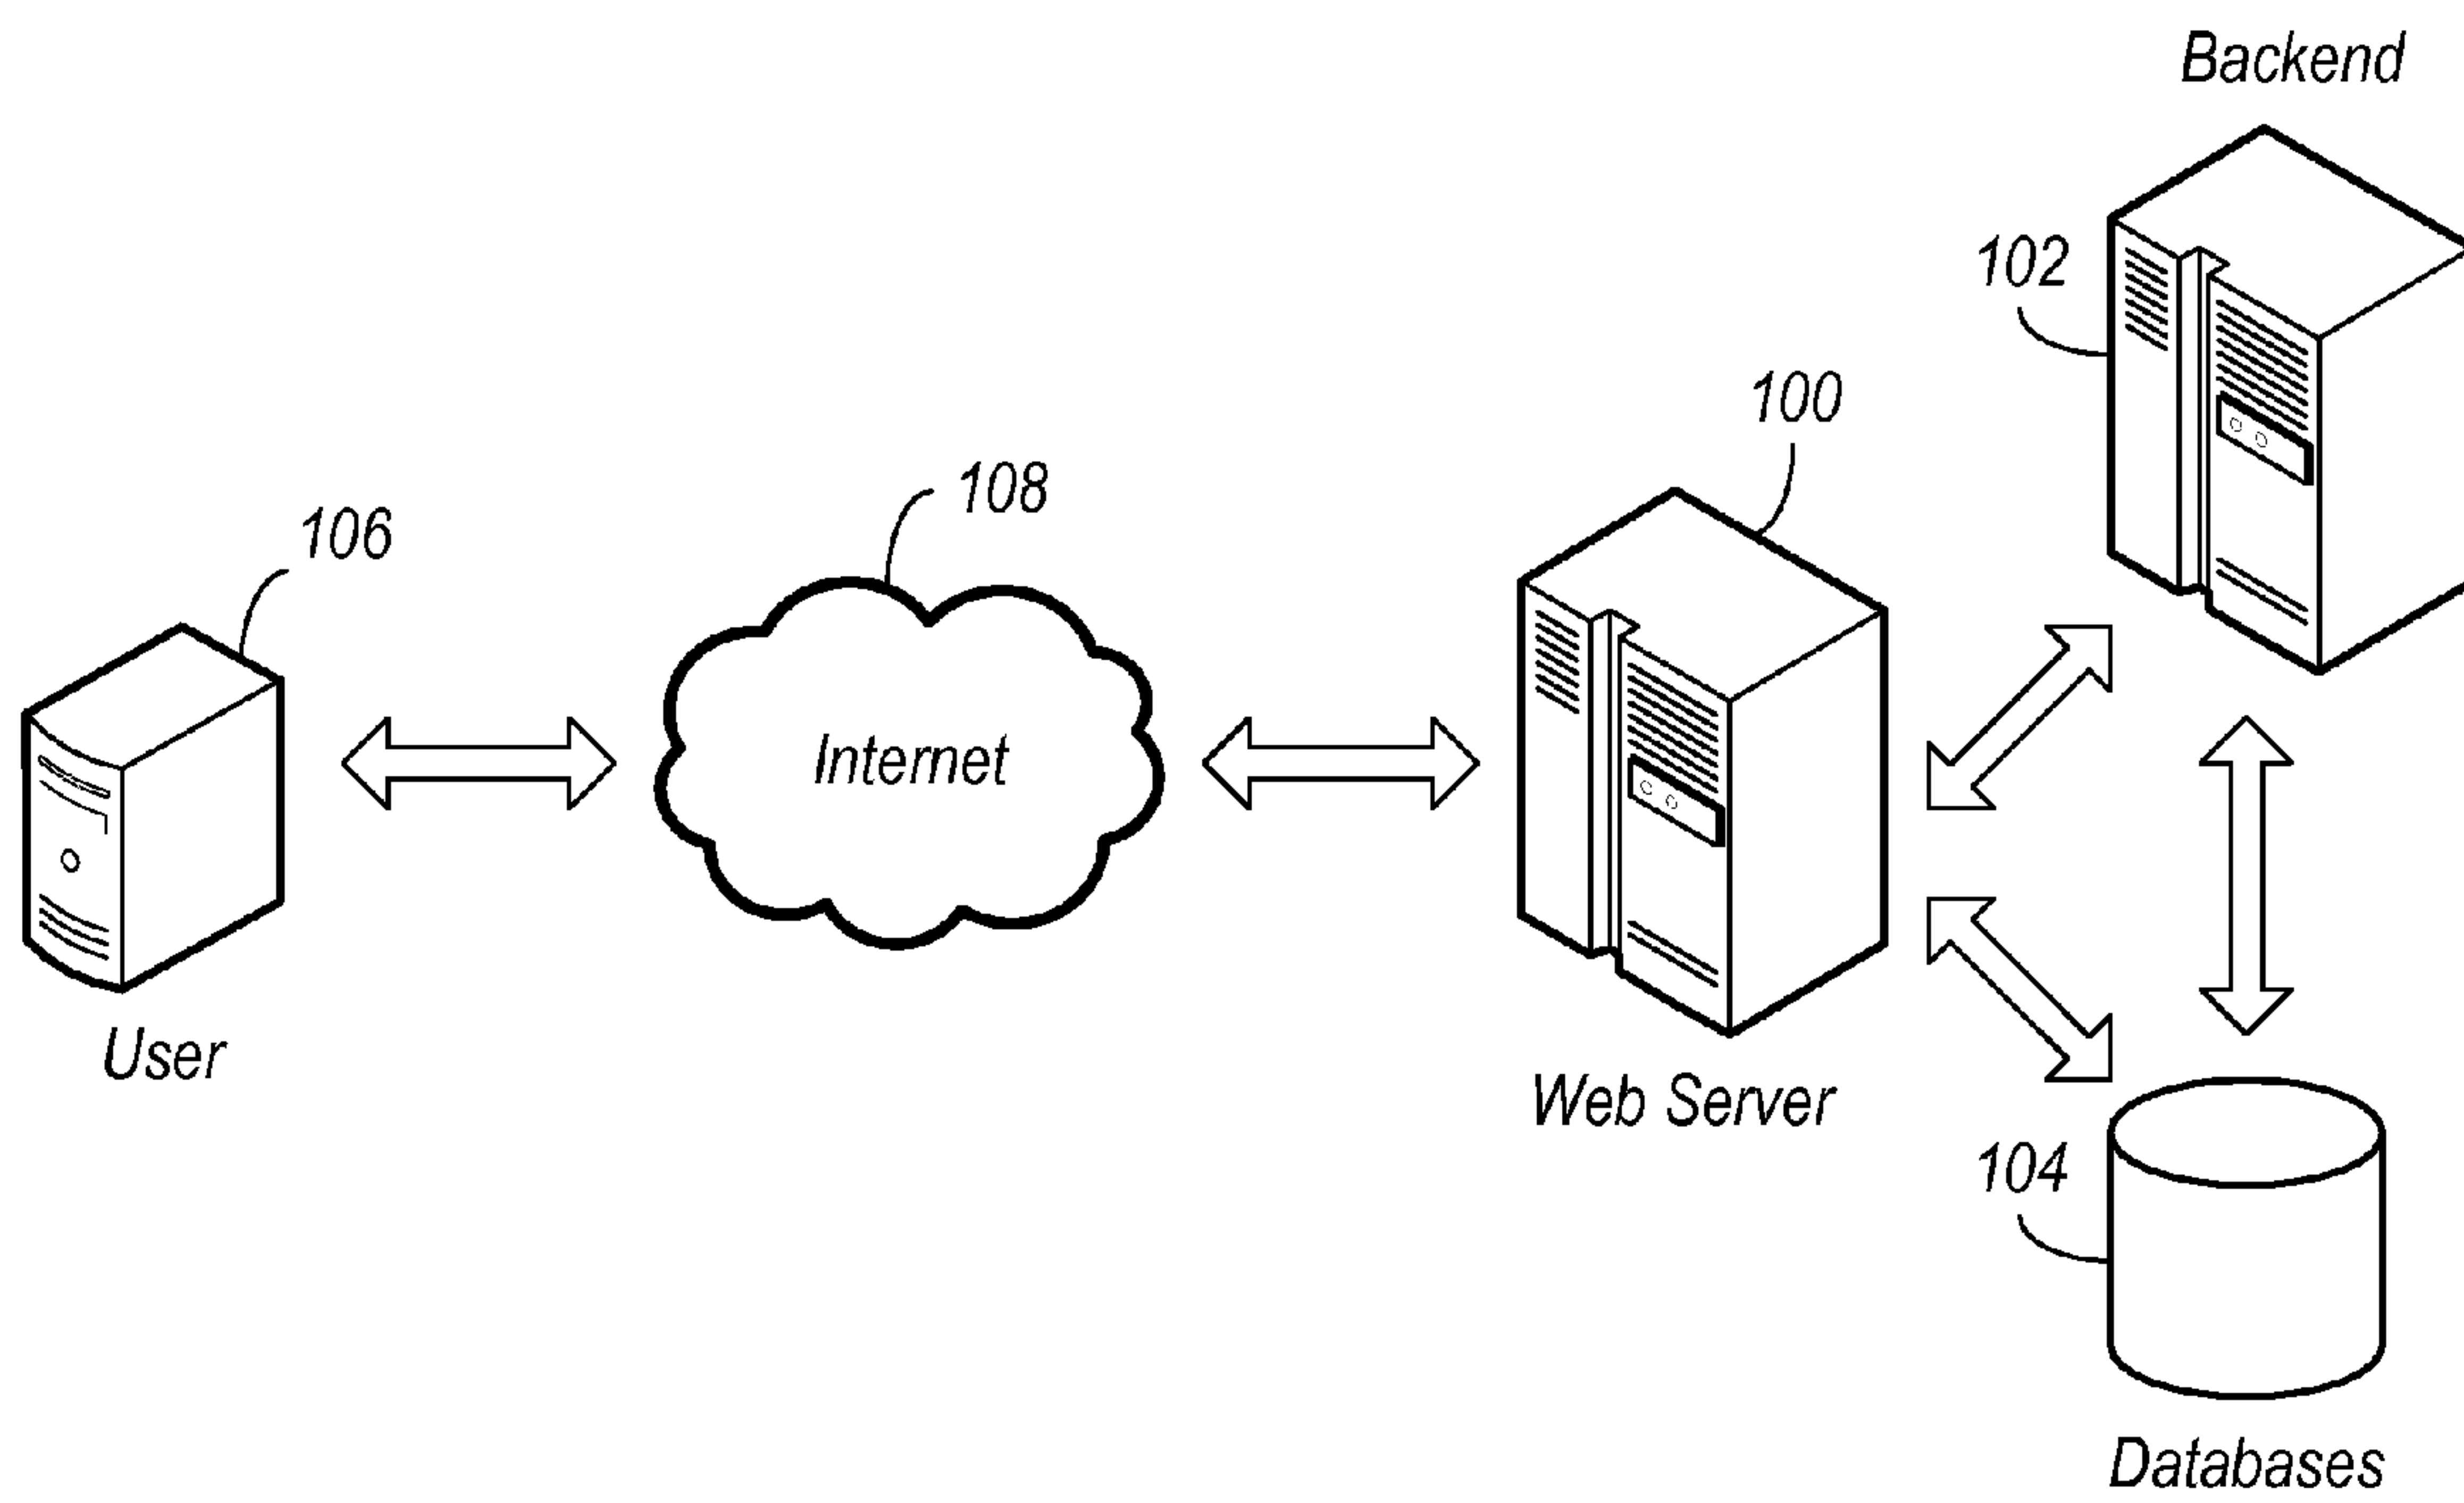 Backend
102
100
108
106
Internet
User
Web Server
104
Databases